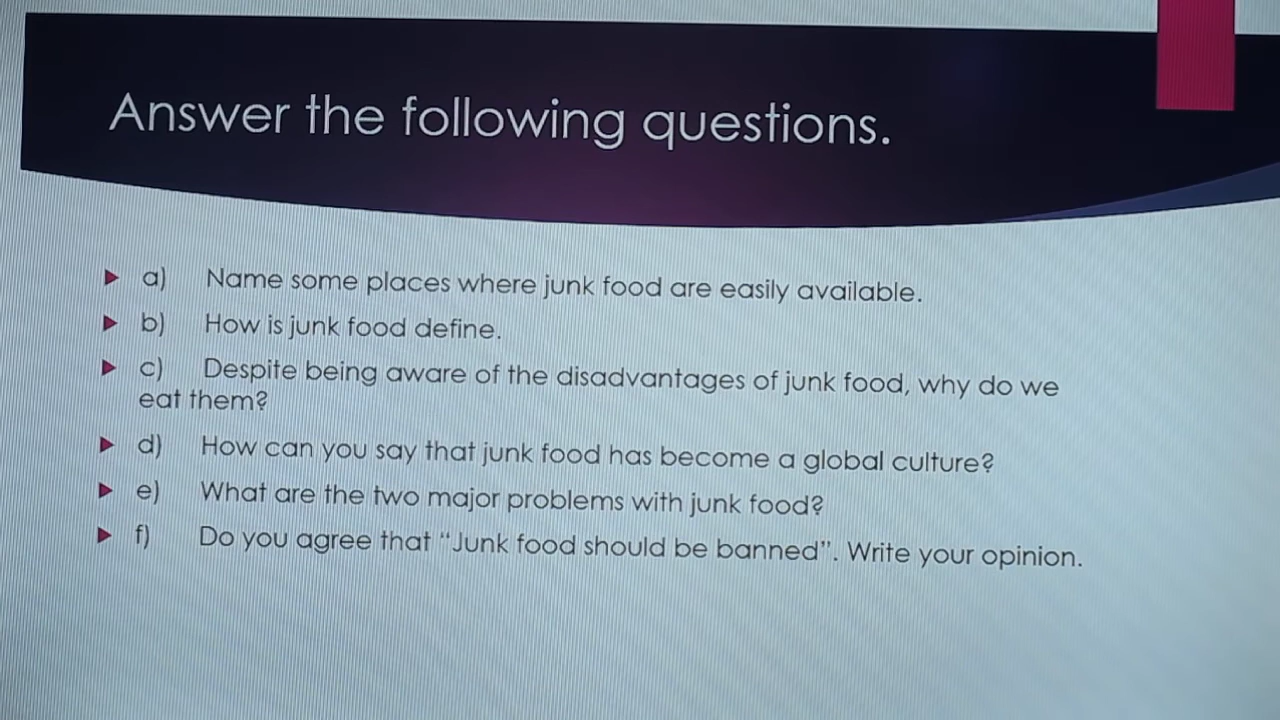 Answer the following questions.
a) Name some places where junk food are easily available.
b) How is junk food define.
c) Despite being aware of the disadvantages of junk food, why do we
eat them?
d) How can you say that junk food has become a global culture?
e) What are the two major problems with junk food?
f) Do you agree that “Junk food should be banned”. Write your opinion.